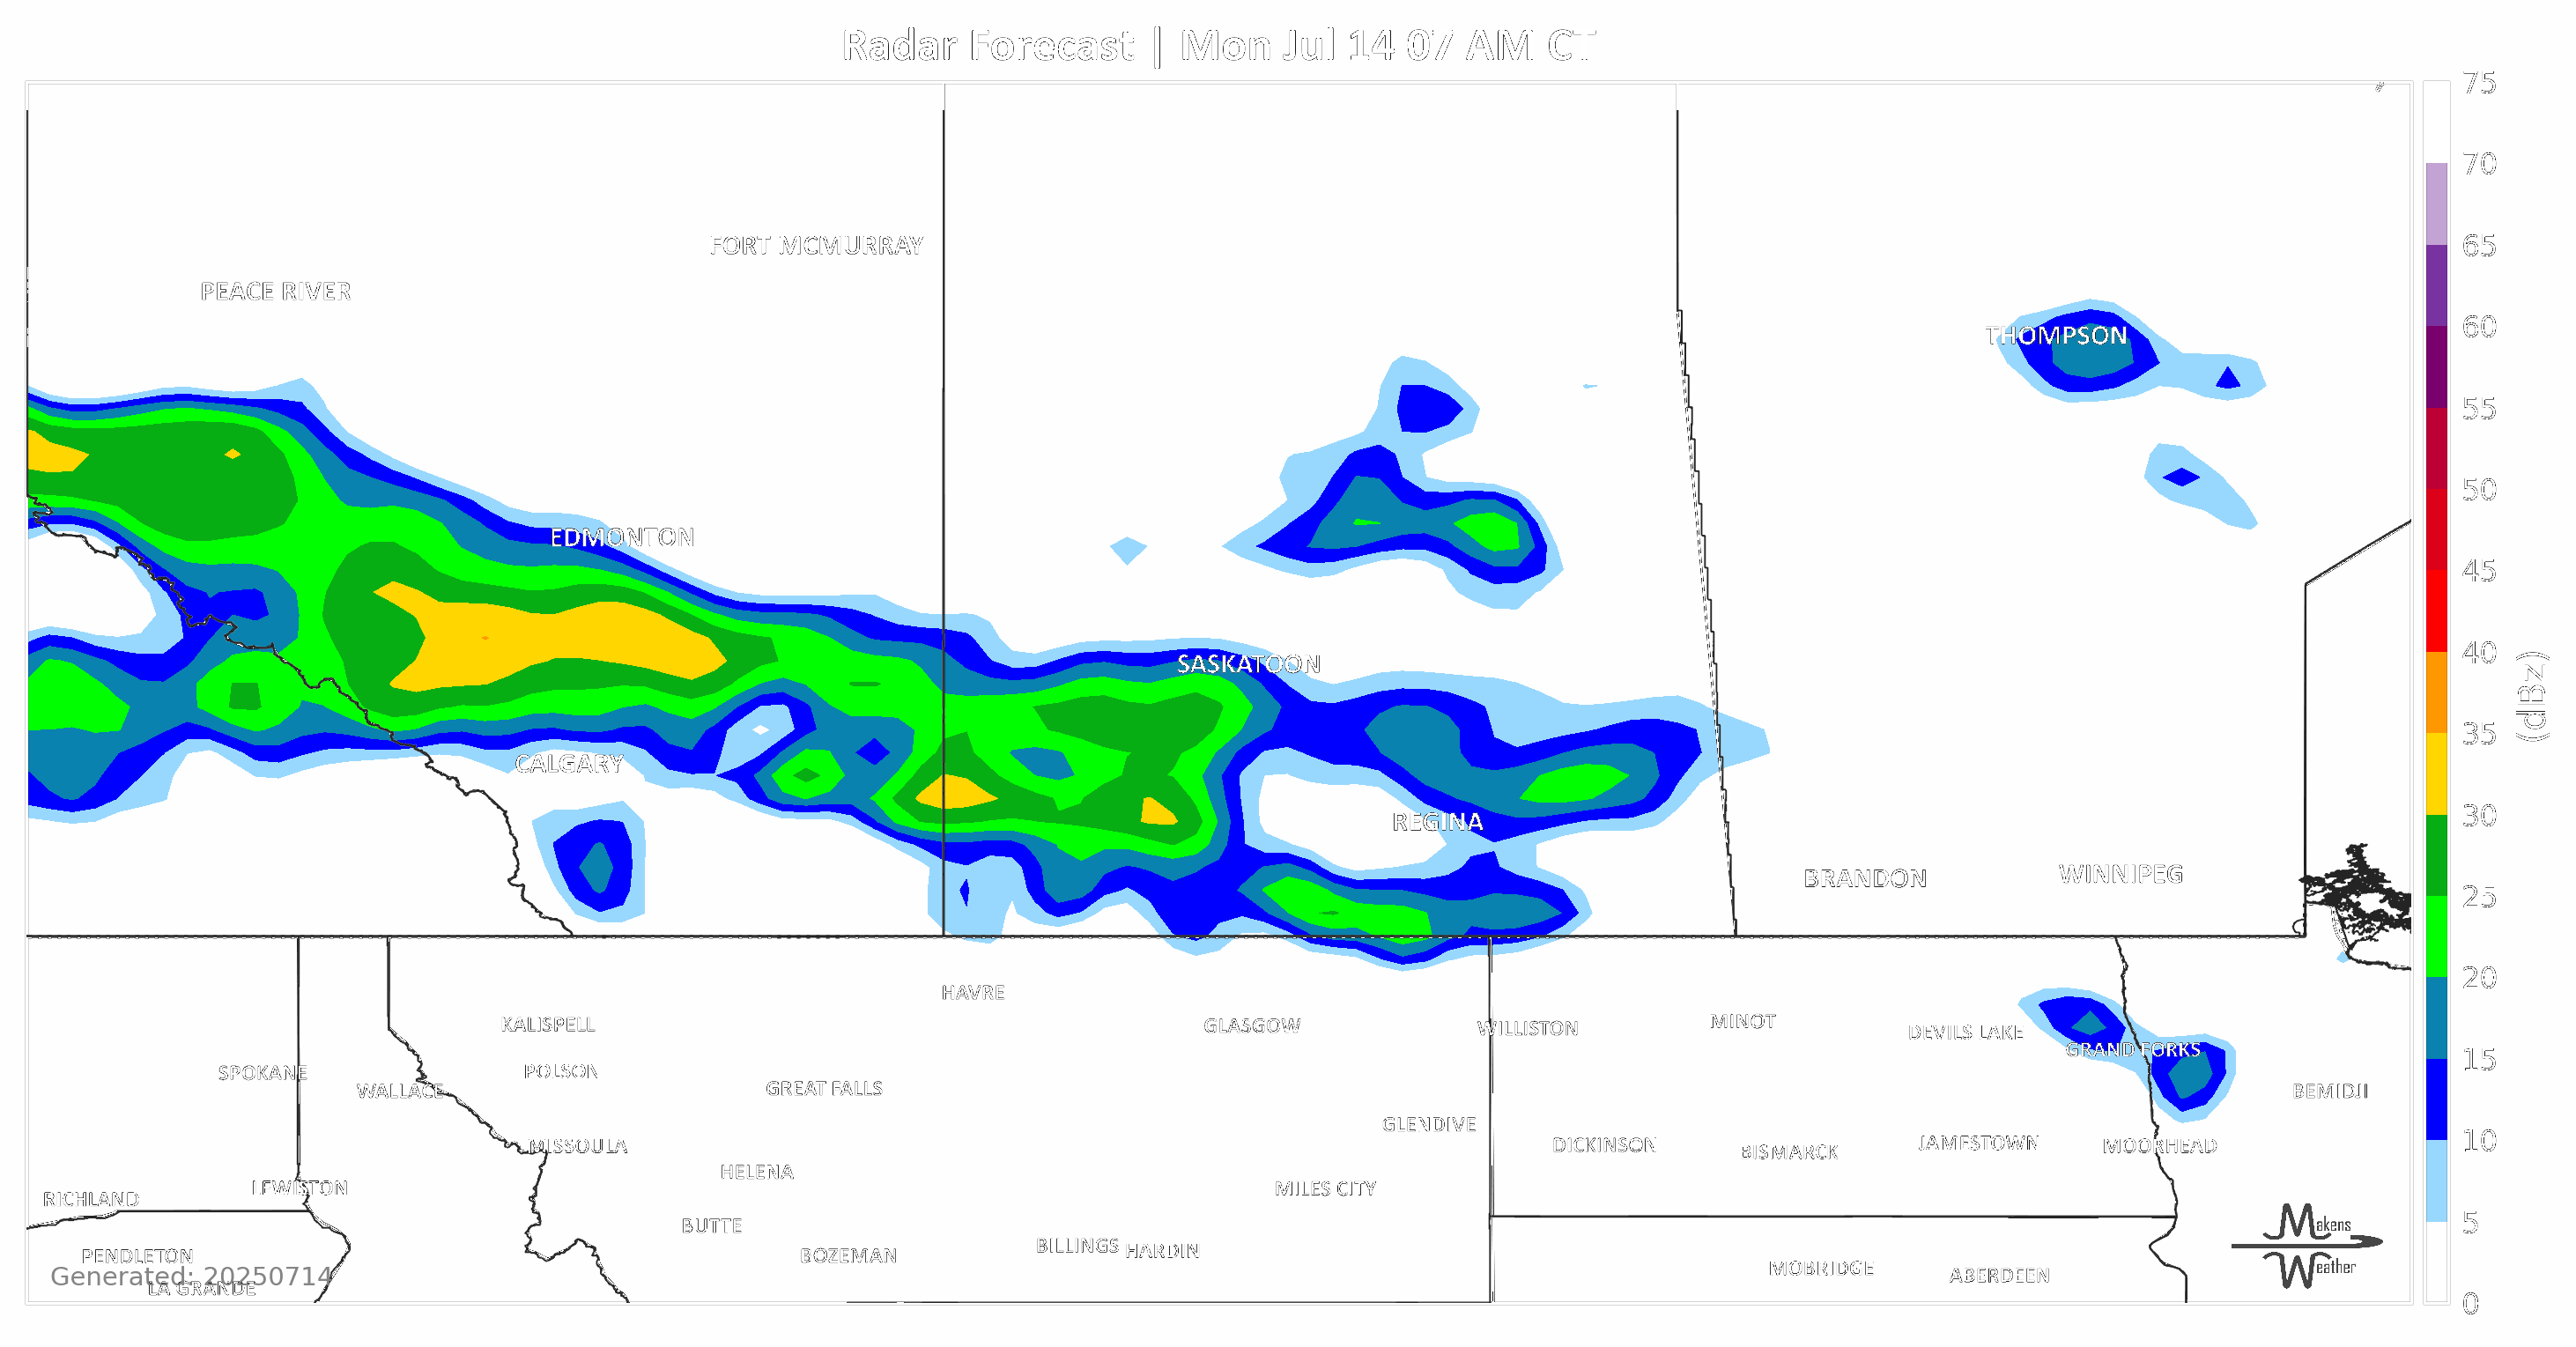 Radar Forecast | Mon Jul 14 07 AM CT
75
70
FORT MCMURRAY
65
PEACE RIVER
60
THOMPSON
55
50
EDMONTON
45
40
SASKATOON
(dBz)
35
CALGARY
30
REGINA
BRANDON
WINNIPEG
25
20
HAVRE
KALISPELL
GLASGOW
WILLISTON
MINOT
DEVILS LAKE
GRAND FORKS
15
SPOKANE
POLSON
WALLACE
GREAT FALLS
BEMIDJI
GLENDIVE
10
MISSOULA
DICKINSON
BISMARCK
JAMESTOWN
MOORHEAD
HELENA
LEWISTON
MILES CITY
RICHLAND
BUTTE
Makens
5
PENDLETON
BOZEMAN
BILLINGS
HARDIN
Weather
Generated: 20250714
MOBRIDGE
ABERDEEN
LA GRANDE
0